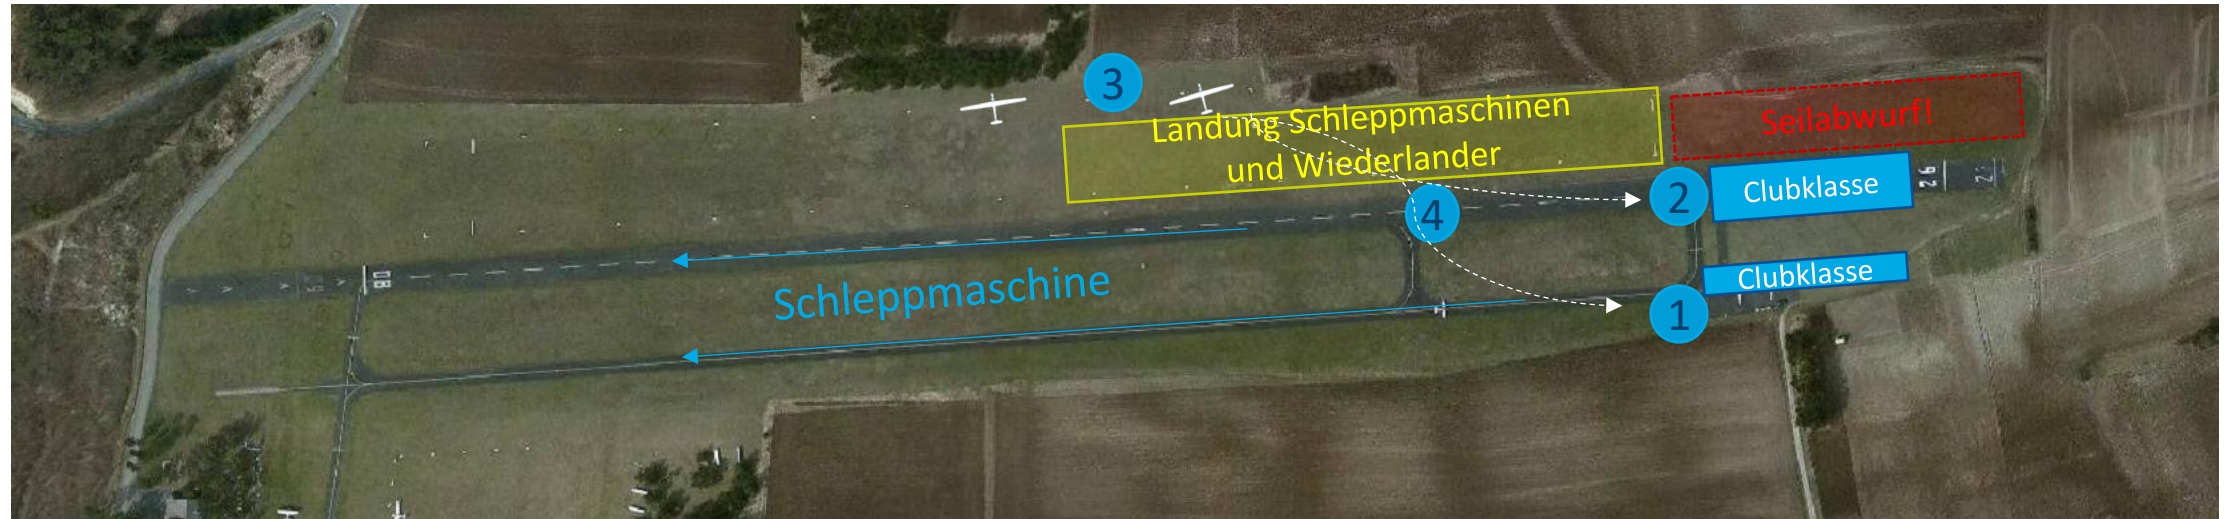 3
Landung Schleppmaschinen
und Wiederlander
Seilabwurf!
2
Clubklasse
26
4
08
Schleppmaschine
Clubklasse
1